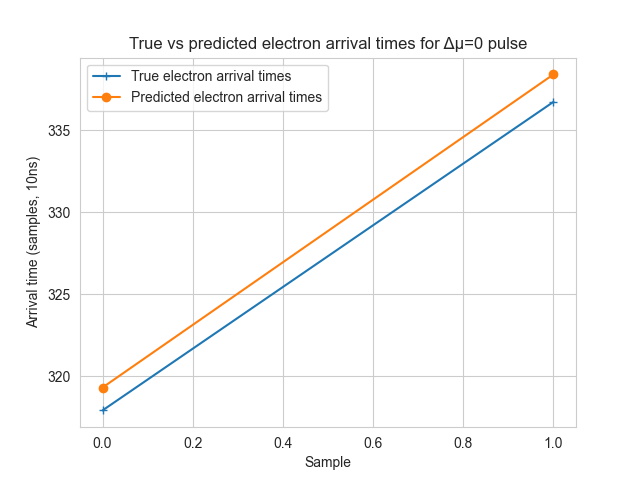 True vs predicted electron arrival times for Δμ=0 pulse
True electron arrival times
Predicted electron arrival times
335
330
325
320
Arrival time (samples, 10ns)
0.0 0.2 0.4 0.6 0.8 1.0
Sample